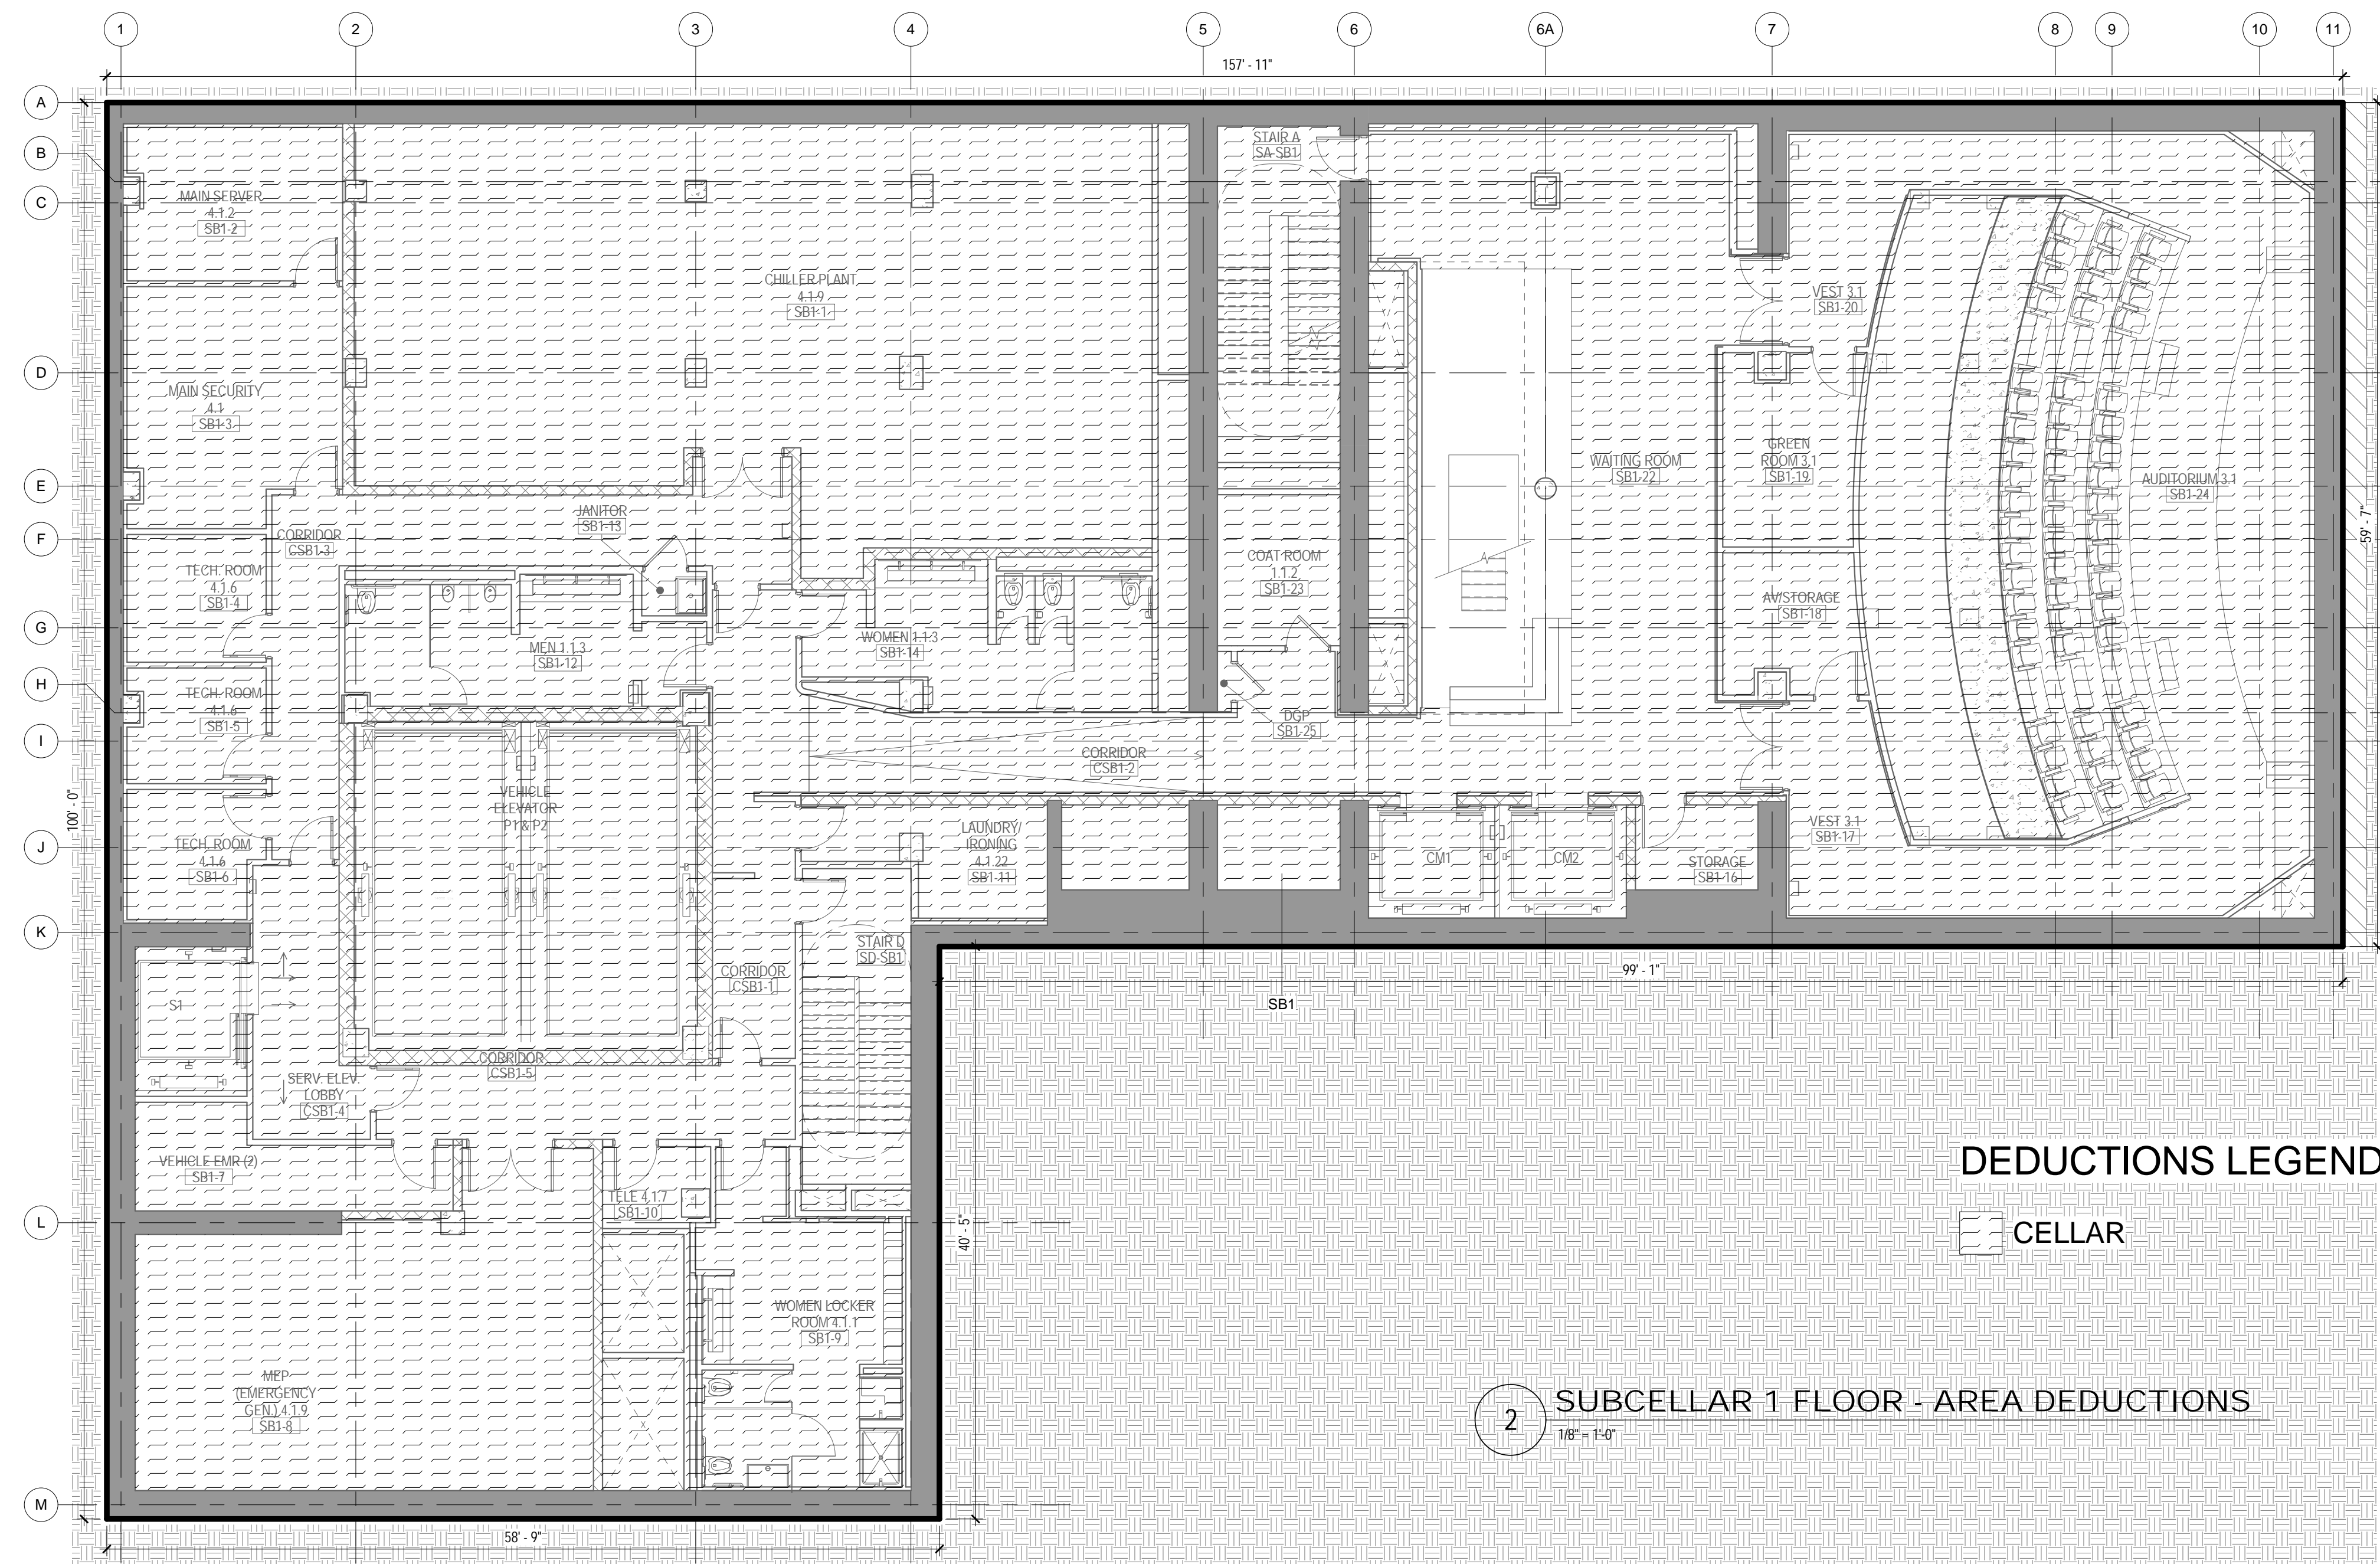 1 2 3 4 5 6 6A 7 8 9 10 11
157' - 11"
A
B
C
D
E
F
G
H
I
J
K
L
M
100' - 0"
59' - 7"
STAIR A
SA-SB1
MAIN SERVER
4.1.2
SB1-2
CHILLER PLANT
4.1.9
SB1-1
VEST 3.1
SB1-20
MAIN SECURITY
4.1
SB1-3
WAITING ROOM
SB1-22
GREEN
ROOM 3.1
SB1-19
AUDITORIUM 3.1
SB1-24
JANITOR
SB1-13
CORRIDOR
CSB1-3
TECH. ROOM
4.1.6
SB1-4
COAT ROOM
1.1.2
SB1-23
AV/STORAGE
SB1-18
MEN 1.1.3
SB1-12
WOMEN 1.1.3
SB1-14
TECH. ROOM
4.1.6
SB1-5
DGP
SB1-25
CORRIDOR
CSB1-2
VEHICLE
ELEVATOR
P1 & P2
LAUNDRY/
IRONING
4.1.22
SB1-11
VEST 3.1
SB1-17
TECH. ROOM
4.1.6
SB1-6
CM1
CM2
STORAGE
SB1-16
STAIR D
SD-SB1
CORRIDOR
CSB1-1
99' - 1"
S1
SB1
CORRIDOR
CSB1-5
SERV. ELEV.
LOBBY
CSB1-4
VEHICLE EMR (2)
SB1-7
TELE 4.1.7
SB1-10
40' - 5"
DEDUCTIONS LEGEND
CELLAR
WOMEN LOCKER
ROOM 4.1.1
SB1-9
MEP
(EMERGENCY
GEN.) 4.1.9
SB1-8
2
SUBCELLAR 1 FLOOR - AREA DEDUCTIONS
1/8" = 1'-0"
58' - 9"